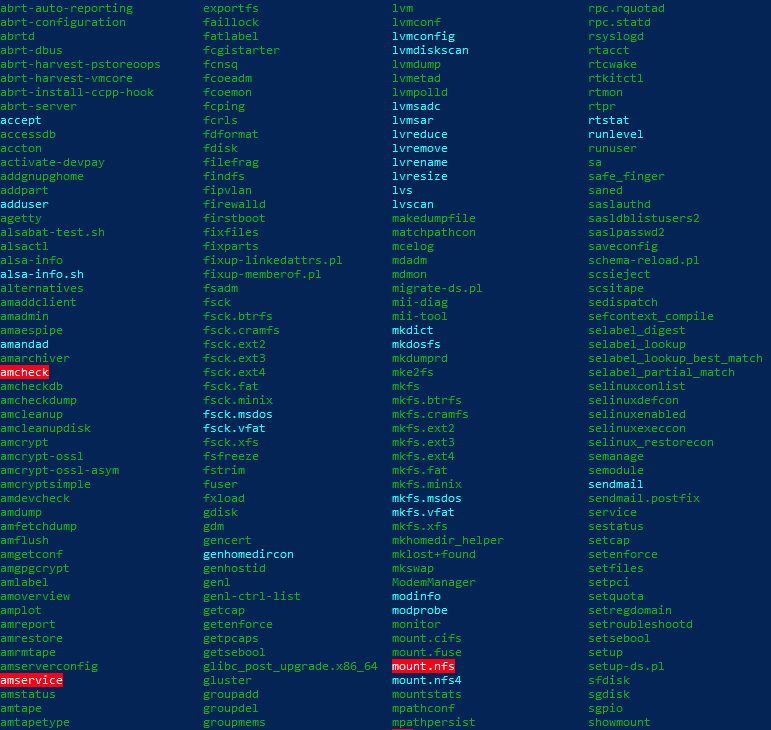 abrt-auto-reporting exportfs lvm rpc.rquotad
abrt-configuration faillock lvmconf rpc.statd
abrtd fatlabel lvmconfig rsyslogd
abrt-dbus fcgistarter lvmdiskscan rtacct
abrt-harvest-pstoreoops fcnsq lvmdump rtcwake
abrt-harvest-vmcore fcoeadm lvmetad rtkitctl
abrt-install-ccpp-hook fcoemon lvmpolld rtmon
abrt-server fcping lvmsadc rtpr
accept fcrls lvmsar rtstat
accessdb fdformat lvreduce runlevel
accton fdisk lvremove runuser
activate-devpay filefrag lvrename sa
addgnupghome findfs lvresize safe_finger
addpart fipvlan lvs saned
adduser firewalld lvscan saslauthd
agetty firstboot makedumpfile sasldblistusers2
alsabat-test.sh fixfiles matchpathcon saslpasswd2
alsactl fixparts mcelog saveconfig
alsa-info fixup-linkedattrs.pl mdadm schema-reload.pl
alsa-info.sh fixup-memberof.pl mdmon scsieject
alternatives fsadm migrate-ds.pl scsitape
amaddclient fsck mii-diag sedispatch
amadmin fsck.btrfs mii-tool sefcontext_compile
amaespipe fsck.cramfs mkdict selabel_digest
amandad fsck.ext2 mkdosfs selabel_lookup
amarchiver fsck.ext3 mkdumprd selabel_lookup_best_match
amcheck fsck.ext4 mke2fs selabel_partial_match
amcheckdb fsck.fat mkfs selinuxconlist
amcheckdump fsck.minix mkfs.btrfs selinuxdefcon
amcleanup fsck.msdos mkfs.cramfs selinuxenabled
amcleanupdisk fsck.vfat mkfs.ext2 selinuxexeccon
amcrypt fsck.xfs mkfs.ext3 selinux_restorecon
amcrypt-ossl fsfreeze mkfs.ext4 semanage
amcrypt-ossl-asym fstrim mkfs.fat semodule
amcryptsimple fuser mkfs.minix sendmail
amdevcheck fxload mkfs.msdos sendmail.postfix
amdump gdisk mkfs.vfat service
amfetchdump gdm mkfs.xfs sestatus
amflush gencert mkhomedir_helper setcap
amgetconf genhomedircon mklost+found setenforce
amgpgcrypt genhostid mkswap setfiles
amlabel genl ModemManager setpci
amoverview genl-ctrl-list modinfo setquota
amplot getcap modprobe setregdomain
amreport getenforce monitor setroubleshootd
amrestore getpcaps mount.cifs setsebool
amrmtape getsebool mount.fuse setup
amserverconfig glibc_post_upgrade.x86_64 mount.nfs setup-ds.pl
amservice gluster mount.nfs4 sfdisk
amstatus groupadd mountstats sgdisk
amtape groupdel mpathconf sgpio
amtapetype groupmems mpathpersist showmount